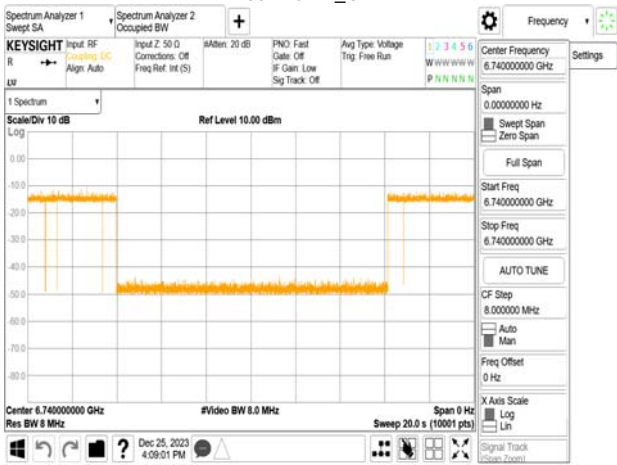 Spectrum Analyzer 1
Swept SA
Spectrum Analyzer 2
Occupied BW
+
Frequency
KEYSIGHT
R
LXI
Input: RF
Coupling: DC
Align: Auto
Input Z: 50 Ω
Corrections: Off
Freq Ref: Int (S)
#Atten: 20 dB
PNO: Fast
Gate: Off
IF Gain: Low
Sig Track: Off
Avg Type: Voltage
Trig: Free Run
1 2 3 4 5 6
W W W W W W
P N N N N N
1 Spectrum
Scale/Div 10 dB
Ref Level 10.00 dBm
Log
0.00
-10.0
-20.0
-30.0
-40.0
-50.0
-60.0
-70.0
-80.0
Center 6.740000000 GHz
#Video BW 8.0 MHz
Span 0 Hz
Res BW 8 MHz
Sweep 20.0 s (10001 pts)
Dec 25, 2023
4:09:01 PM
?
Center Frequency
6.740000000 GHz
Settings
Span
0.00000000 Hz
Swept Span
Zero Span
Full Span
Start Freq
6.740000000 GHz
Stop Freq
6.740000000 GHz
AUTO TUNE
CF Step
8.000000 MHz
Auto
Man
Freq Offset
0 Hz
X Axis Scale
Log
Lin
Signal Track
(Span Zoom)